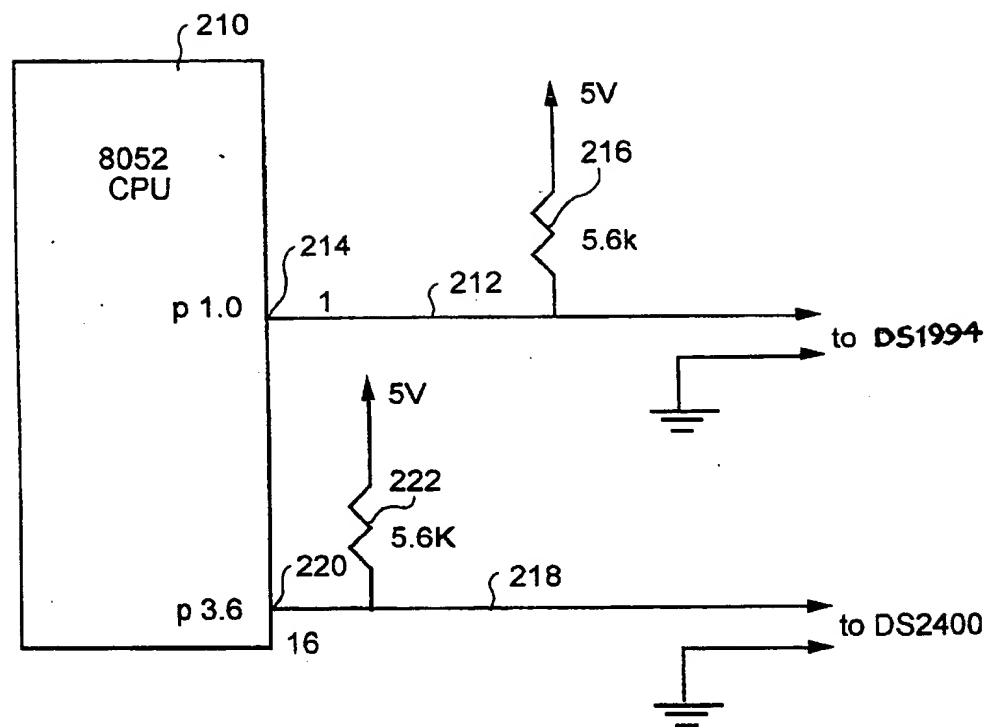 210
8052
CPU
5V
216
5.6k
214
p 1.0
1
212
to DS1994
5V
222
5.6K
220
218
p 3.6
16
to DS2400